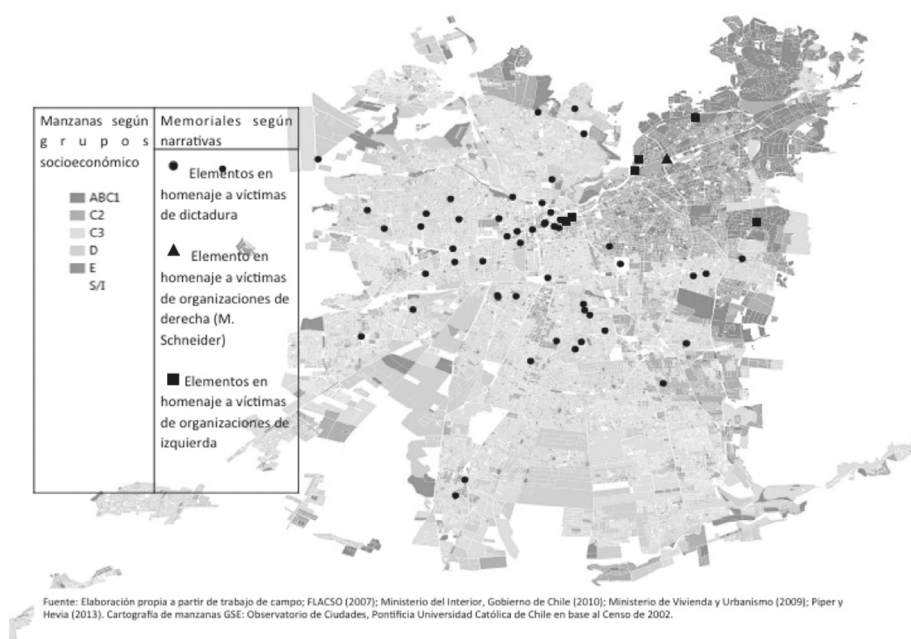 Manzanas según
grupos
socioeconómico
ABC1
C2
C3
D
E
S/I
Memoriales según
narrativas
Elementos en
homenaje a víctimas
de dictadura
Elemento en
homenaje a víctimas
de organizaciones de
derecha (M.
Schneider)
Elementos en
homenaje a víctimas
de organizaciones de
izquierda
Fuente: Elaboración propia a partir de trabajo de campo; FLACSO (2007); Ministerio del Interior, Gobierno de Chile (2010); Ministerio de Vivienda y Urbanismo (2009); Piper y
Hevia (2013). Cartografía de manzanas GSE: Observatorio de Ciudades, Pontificia Universidad Católica de Chile en base al Censo de 2002.